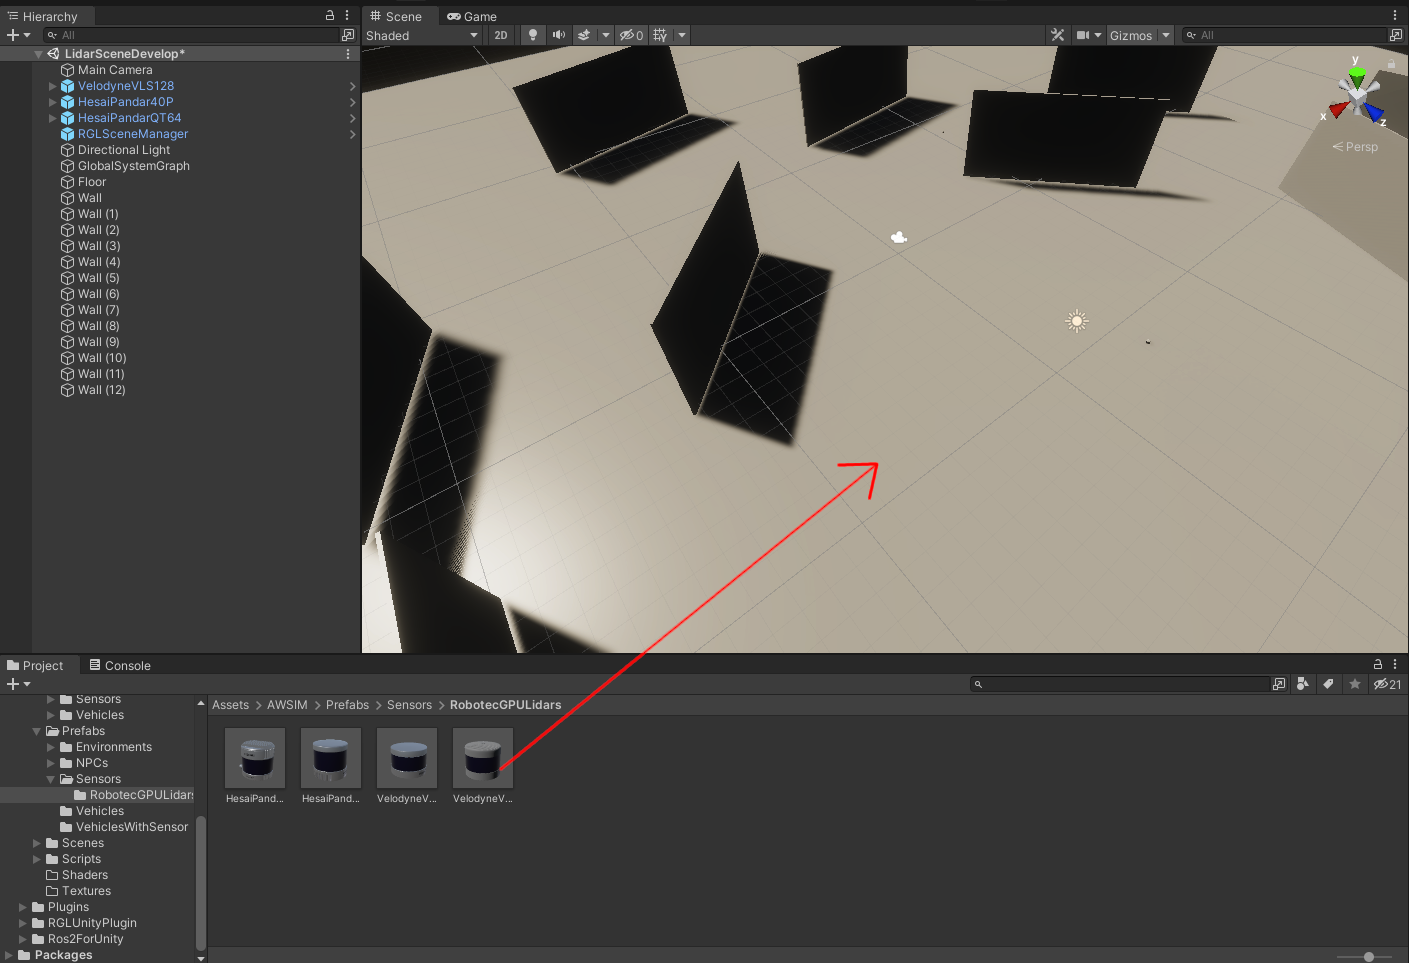 Hierarchy
All
LidarSceneDevelop*
Main Camera
VelodyneVLS128
HesaiPandar40P
HesaiPandarQT64
RGLSceneManager
Directional Light
GlobalSystemGraph
Floor
Wall
Wall (1)
Wall (2)
Wall (3)
Wall (4)
Wall (5)
Wall (6)
Wall (7)
Wall (8)
Wall (9)
Wall (10)
Wall (11)
Wall (12)
Scene Game
Shaded 2D 0 Gizmos All
y
x z
Persp
Project Console
21
Sensors
Vehicles
Prefabs
Environments
NPCs
Sensors
RobotecGPULidars
Vehicles
VehiclesWithSensor
Scenes
Scripts
Shaders
Textures
Plugins
RGLUnityPlugin
Ros2ForUnity
Packages
Assets > AWSIM > Prefabs > Sensors > RobotecGPULidars
HesaiPand... HesaiPand... VelodyneV... VelodyneV...